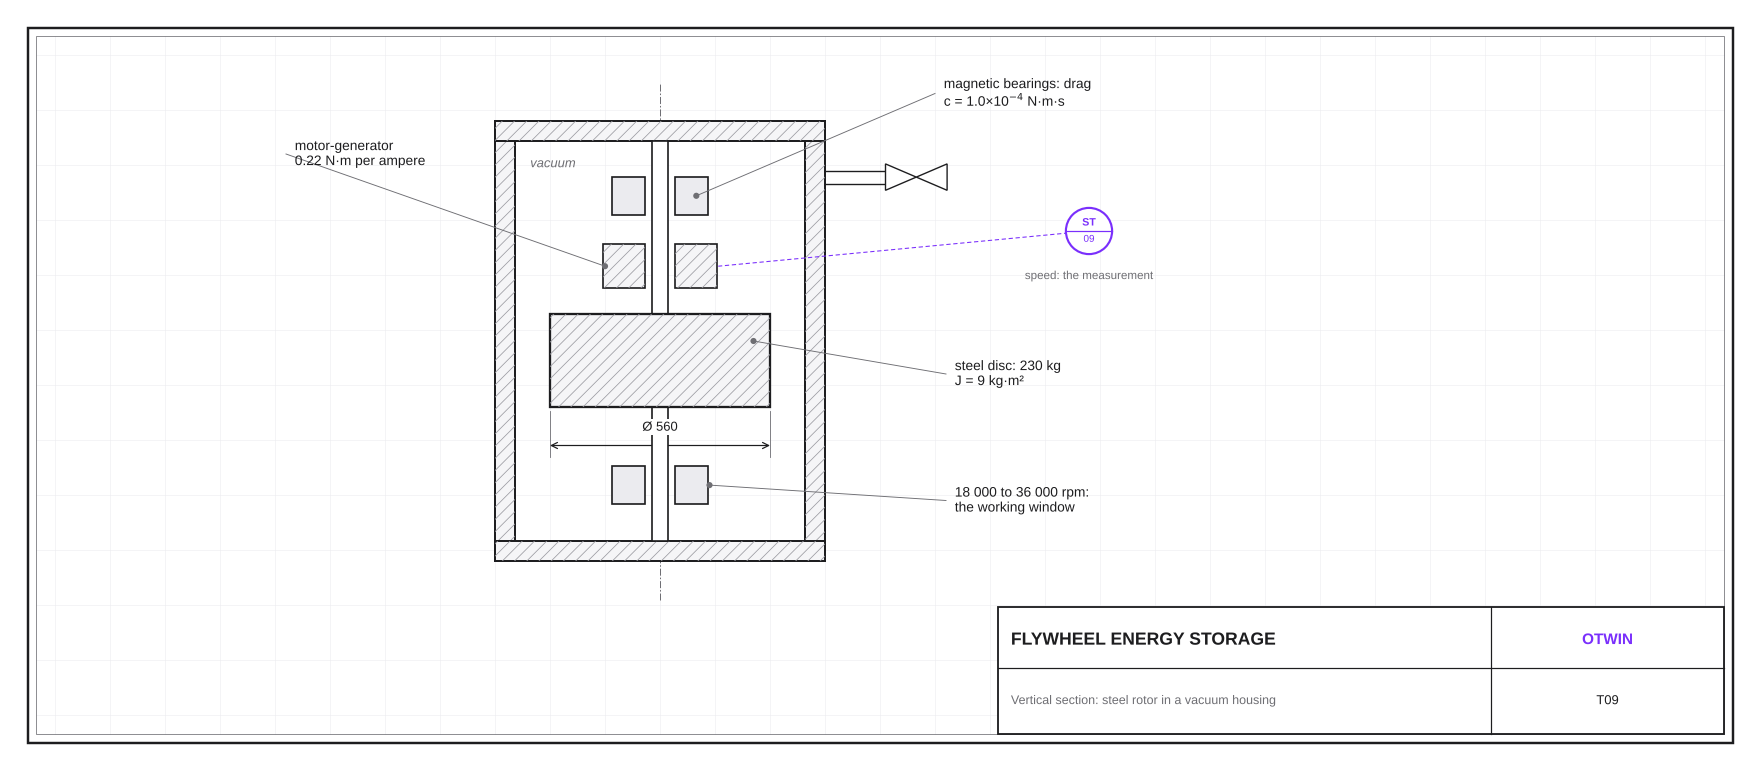 magnetic bearings: drag
c = 1.0×10⁻⁴ N·m·s
motor-generator
0.22 N·m per ampere
vacuum
ST
09
speed: the measurement
steel disc: 230 kg
J = 9 kg·m²
Ø 560
18 000 to 36 000 rpm:
the working window
FLYWHEEL ENERGY STORAGE
OTWIN
Vertical section: steel rotor in a vacuum housing
T09